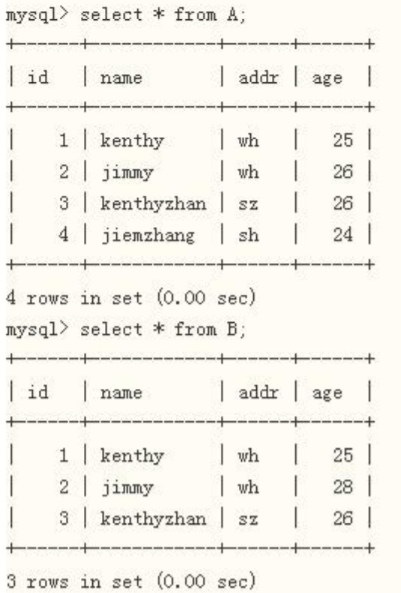 mysql> select * from A;
+------+------------+------+------+
| id   | name       | addr | age  |
+------+------------+------+------+
|    1 | kenthy     | wh   |   25 |
|    2 | jimmy      | wh   |   26 |
|    3 | kenthyzhan | sz   |   26 |
|    4 | jiemzhang  | sh   |   24 |
+------+------------+------+------+
4 rows in set (0.00 sec)
mysql> select * from B;
+------+------------+------+------+
| id   | name       | addr | age  |
+------+------------+------+------+
|    1 | kenthy     | wh   |   25 |
|    2 | jimmy      | wh   |   28 |
|    3 | kenthyzhan | sz   |   26 |
+------+------------+------+------+
3 rows in set (0.00 sec)